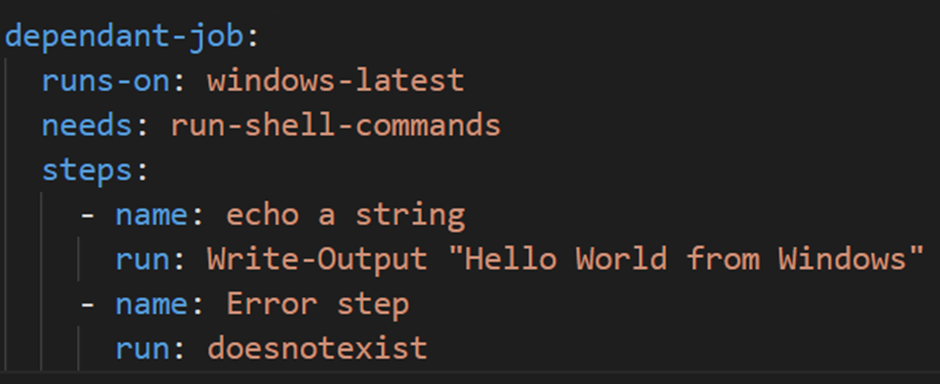 dependant-job:
runs-on: windows-latest
needs: run-shell-commands
steps:
- name: echo a string
run: Write-Output "Hello World from Windows"
- name: Error step
run: doesnotexist